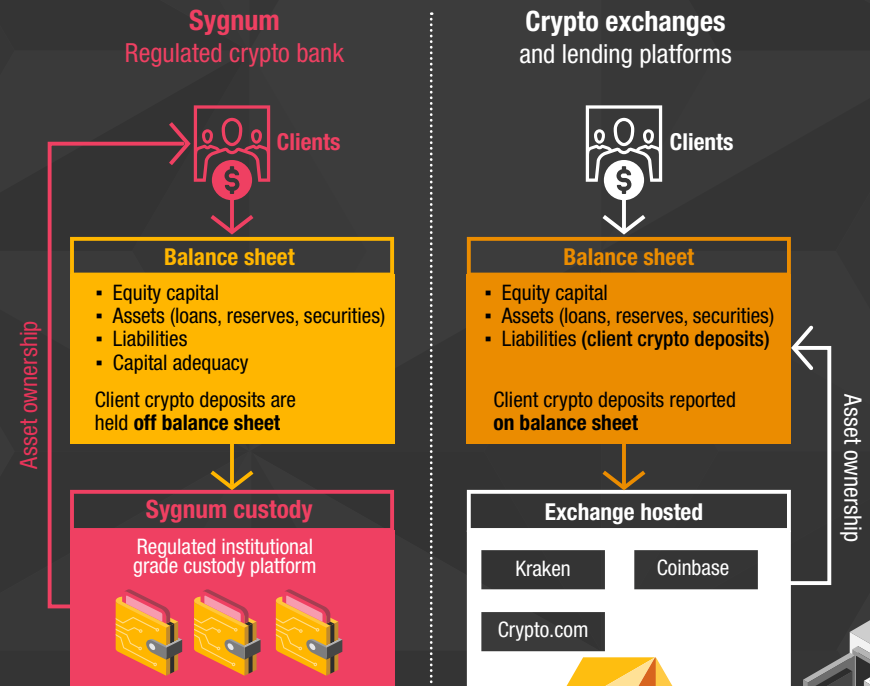 Sygnum
Regulated crypto bank
Clients
$
Balance sheet
▪ Equity capital
▪ Assets (loans, reserves, securities)
▪ Liabilities
▪ Capital adequacy
Client crypto deposits are
held off balance sheet
Asset ownership
Sygnum custody
Regulated institutional
grade custody platform
Crypto exchanges
and lending platforms
Clients
$
Balance sheet
▪ Equity capital
▪ Assets (loans, reserves, securities)
▪ Liabilities (client crypto deposits)
Client crypto deposits reported
on balance sheet
Asset ownership
Exchange hosted
Kraken
Coinbase
Crypto.com